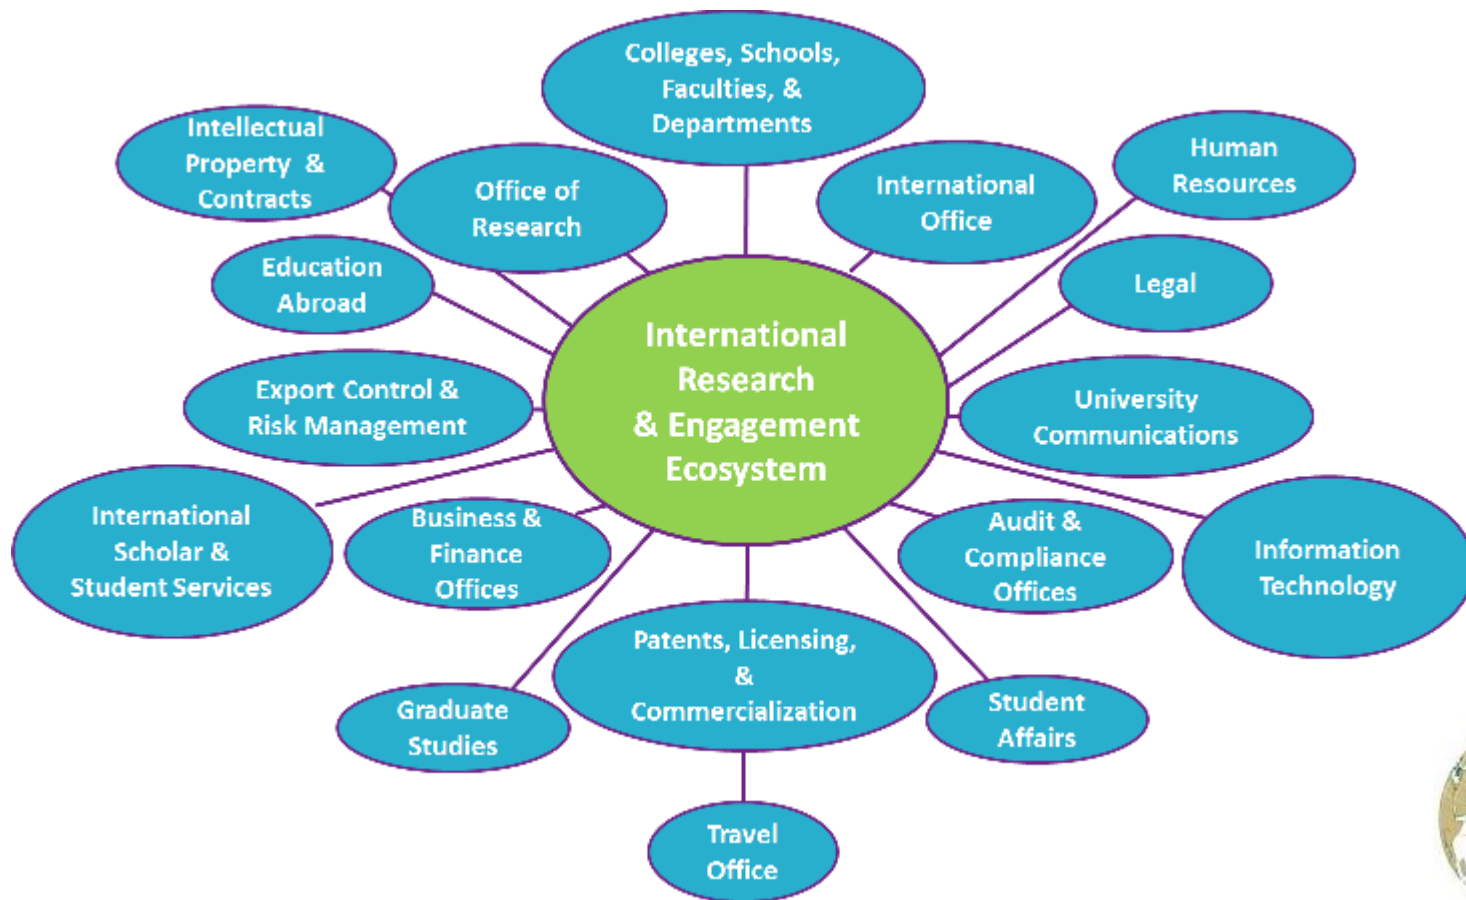 Colleges, Schools,
Faculties, &
Departments
Intellectual
Property &
Contracts
Office of
Research
International
Office
Human
Resources
Education
Abroad
Legal
International
Research
& Engagement
Ecosystem
Export Control &
Risk Management
University
Communications
International
Scholar &
Student Services
Business &
Finance
Offices
Audit &
Compliance
Offices
Information
Technology
Patents, Licensing,
&
Commercialization
Graduate
Studies
Student
Affairs
Travel
Office